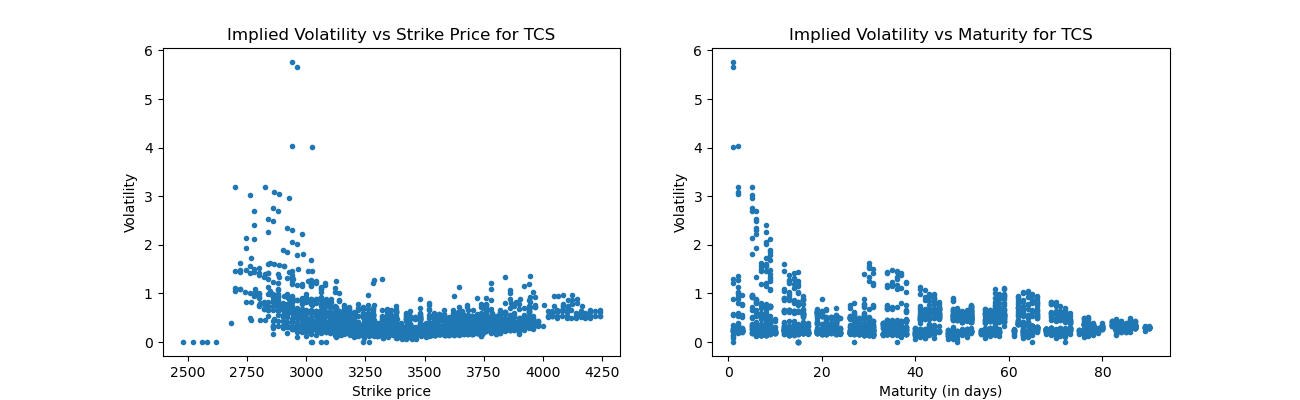 Implied Volatility vs Strike Price for TCS
6
5
4
3
2
1
0
Volatility
2500 2750 3000 3250 3500 3750 4000 4250
Strike price
Implied Volatility vs Maturity for TCS
6
5
4
3
2
1
0
Volatility
0 20 40 60 80
Maturity (in days)